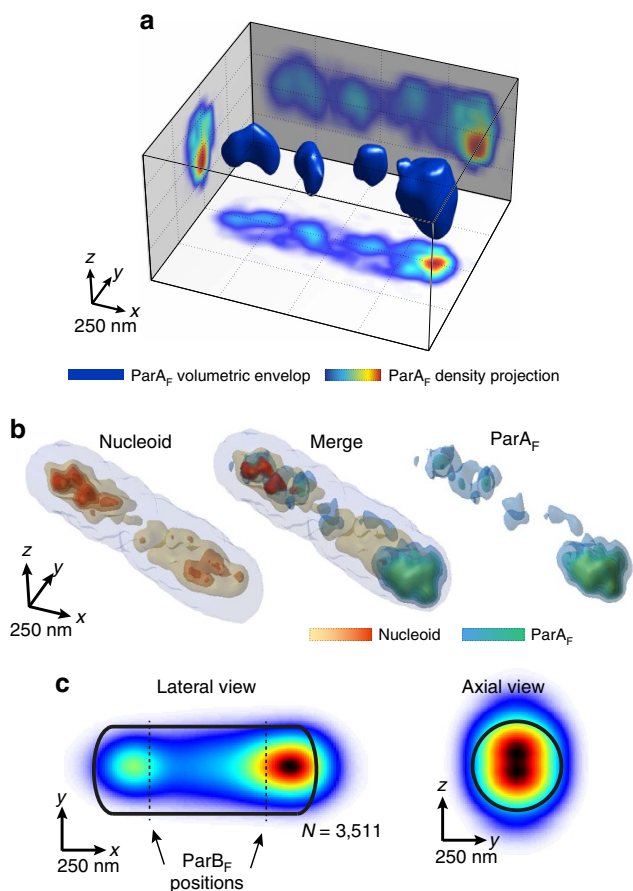 a
z
y
x
250 nm
ParA_F volumetric envelop
ParA_F density projection
b
Nucleoid
Merge
ParA_F
z
y
x
250 nm
Nucleoid
ParA_F
c
Lateral view
Axial view
y
x
250 nm
N = 3,511
ParB_F
positions
z
y
250 nm